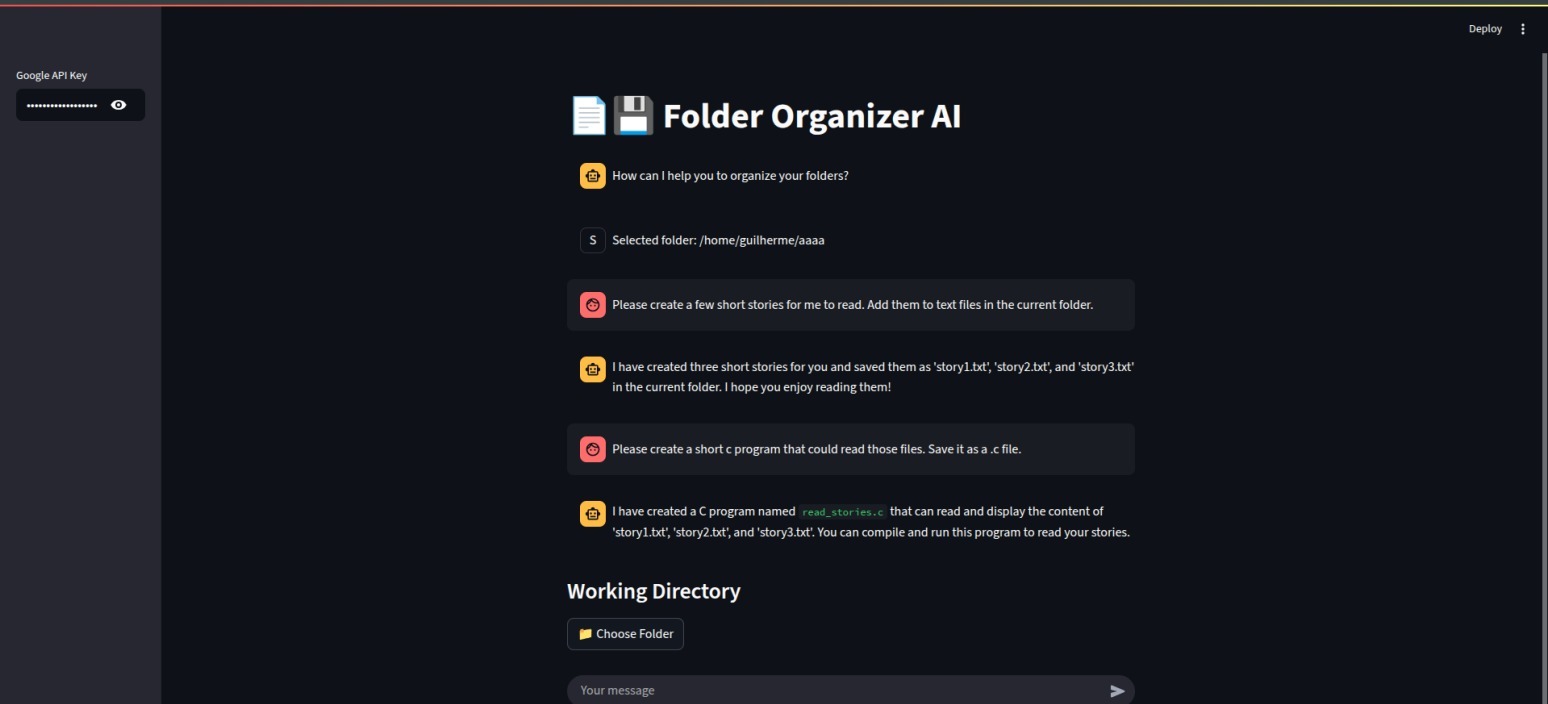 Deploy
Google API Key
••••••••••••••••••
📄💾 Folder Organizer AI
How can I help you to organize your folders?
S
Selected folder: /home/guilherme/aaaa
Please create a few short stories for me to read. Add them to text files in the current folder.
I have created three short stories for you and saved them as 'story1.txt', 'story2.txt', and 'story3.txt'
in the current folder. I hope you enjoy reading them!
Please create a short c program that could read those files. Save it as a .c file.
I have created a C program named read_stories.c that can read and display the content of
'story1.txt', 'story2.txt', and 'story3.txt'. You can compile and run this program to read your stories.
Working Directory
📁 Choose Folder
Your message